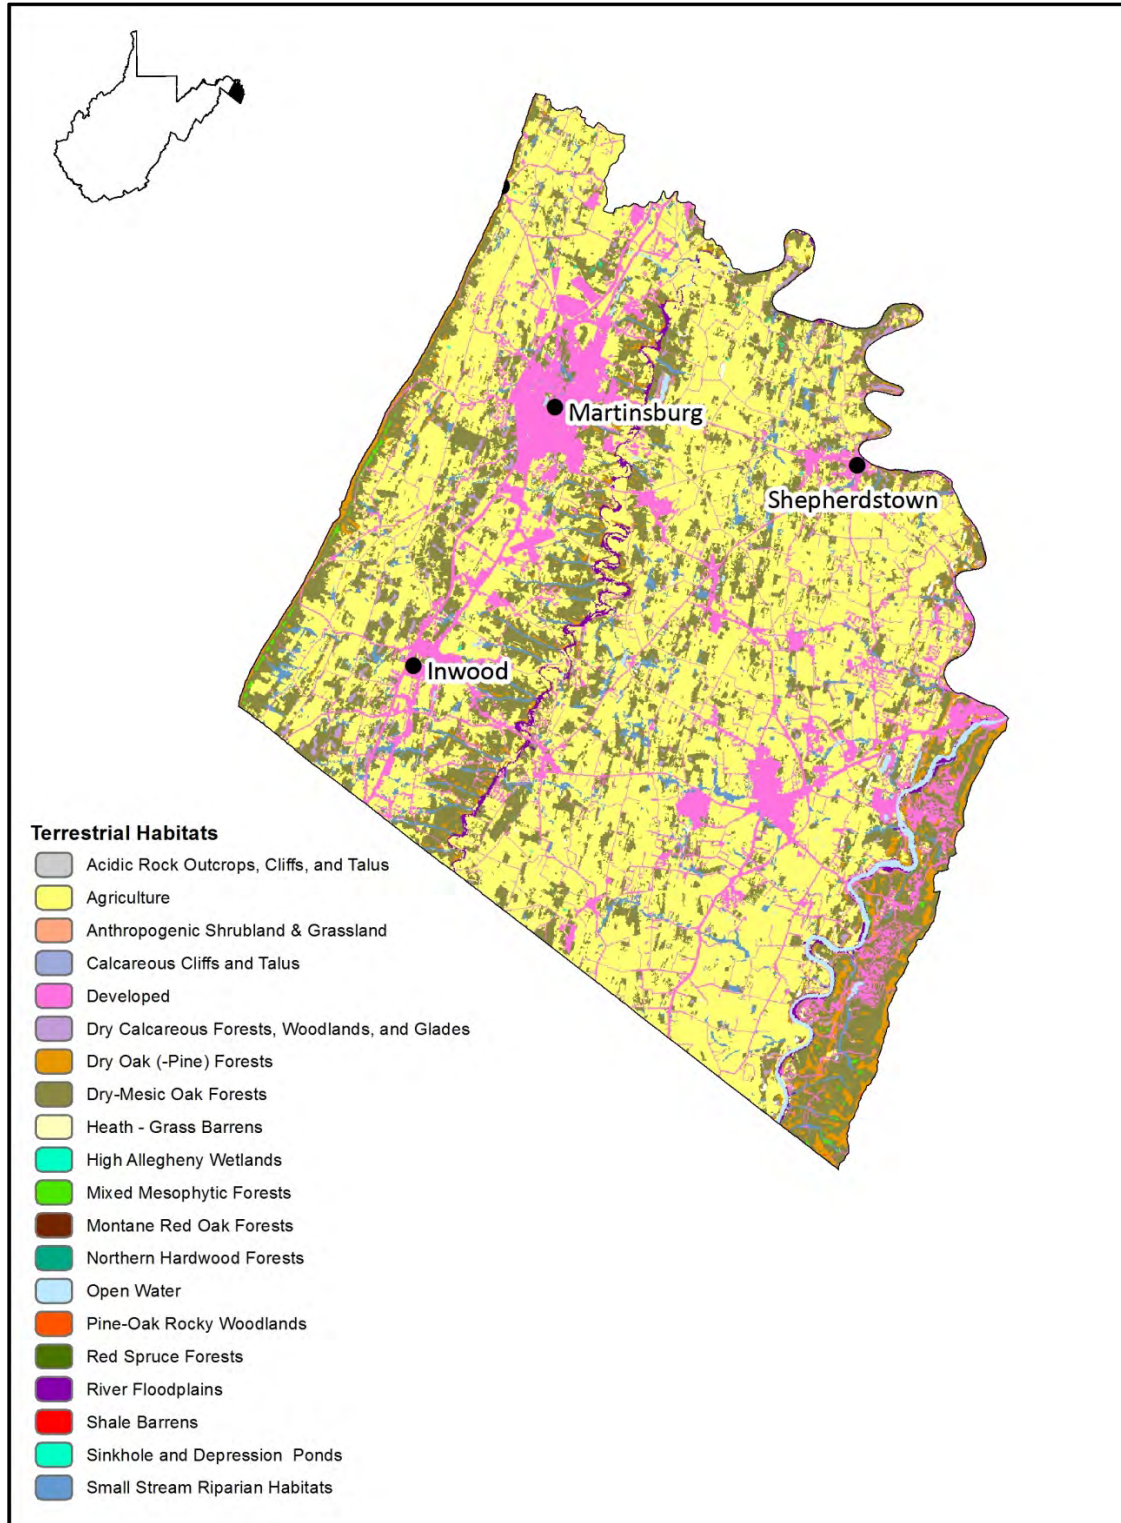 Martinsburg
Shepherdstown
Inwood
Terrestrial Habitats
Acidic Rock Outcrops, Cliffs, and Talus
Agriculture
Anthropogenic Shrubland & Grassland
Calcareous Cliffs and Talus
Developed
Dry Calcareous Forests, Woodlands, and Glades
Dry Oak (-Pine) Forests
Dry-Mesic Oak Forests
Heath - Grass Barrens
High Allegheny Wetlands
Mixed Mesophytic Forests
Montane Red Oak Forests
Northern Hardwood Forests
Open Water
Pine-Oak Rocky Woodlands
Red Spruce Forests
River Floodplains
Shale Barrens
Sinkhole and Depression  Ponds
Small Stream Riparian Habitats